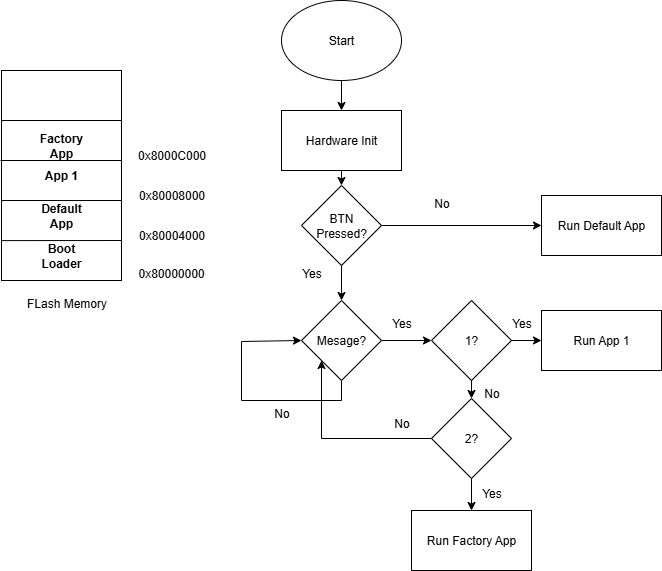 Start
Hardware Init
BTN
Pressed?
No
Run Default App
Yes
Mesage?
Yes
1?
Yes
Run App 1
No
No
No
2?
Yes
Run Factory App
Factory
App
0x8000C000
App 1
0x80008000
Default
App
0x80004000
Boot
Loader
0x80000000
FLash Memory